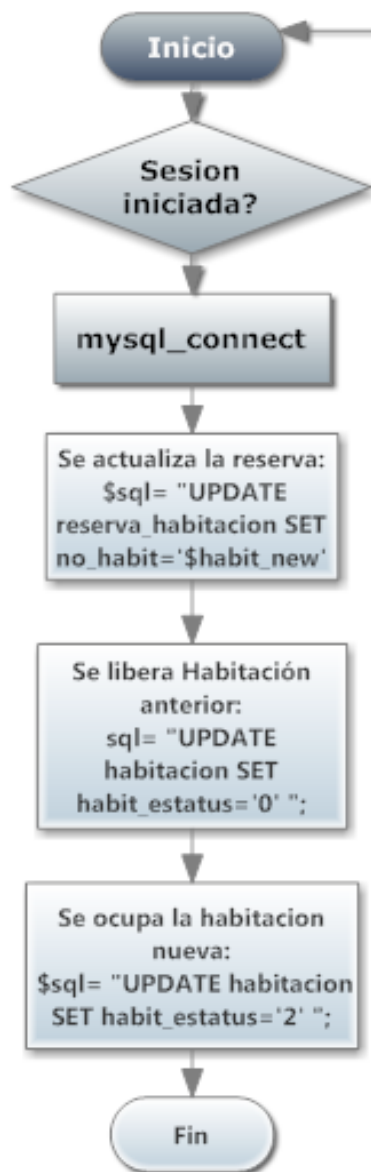 Inicio
Sesion
iniciada?
mysql_connect
Se actualiza la reserva:
$sql= "UPDATE
reserva_habitacion SET
no_habit='$habit_new'
Se libera Habitación
anterior:
sql= "UPDATE
habitacion SET
habit_estatus='0' ";
Se ocupa la habitacion
nueva:
$sql= "UPDATE habitacion
SET habit_estatus='2' ";
Fin